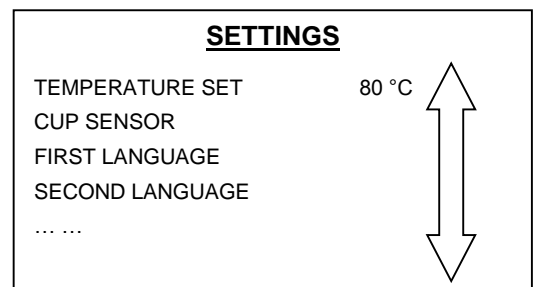 SETTINGS
TEMPERATURE SET 80 °C
CUP SENSOR
FIRST LANGUAGE
SECOND LANGUAGE
... ...